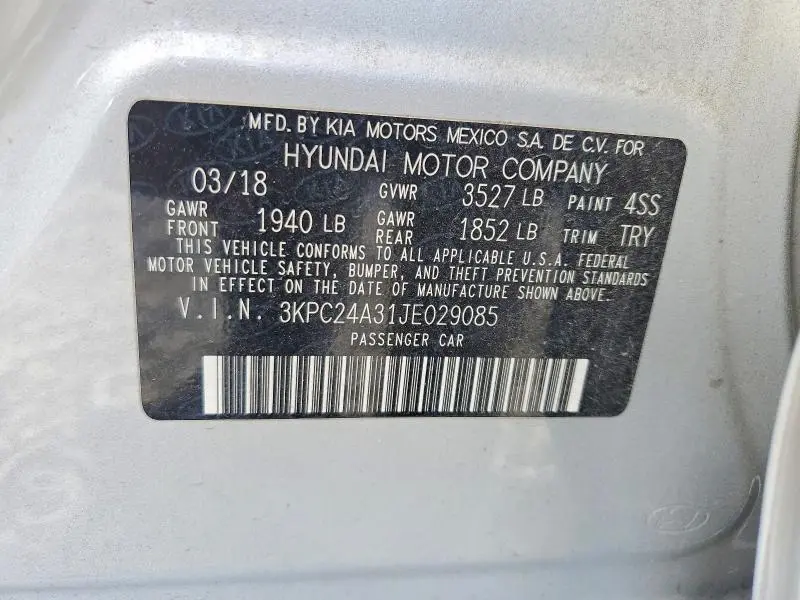 MFD. BY KIA MOTORS MEXICO S.A. DE C.V. FOR
HYUNDAI MOTOR COMPANY
03/18 GVWR 3527 LB PAINT 4SS
GAWR FRONT 1940 LB GAWR REAR 1852 LB TRIM TRY
THIS VEHICLE CONFORMS TO ALL APPLICABLE U.S.A. FEDERAL
MOTOR VEHICLE SAFETY, BUMPER, AND THEFT PREVENTION STANDARDS
IN EFFECT ON THE DATE OF MANUFACTURE SHOWN ABOVE.
V.I.N. 3KPC24A31JE029085
PASSENGER CAR